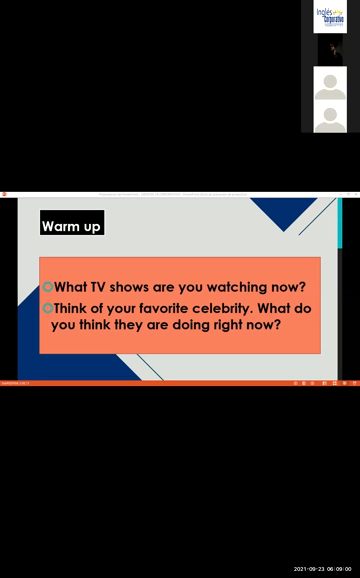 Inglés
Corporativo
Warm up
What TV shows are you watching now?
Think of your favorite celebrity. What do
you think they are doing right now?
2021-09-23 06:09:00